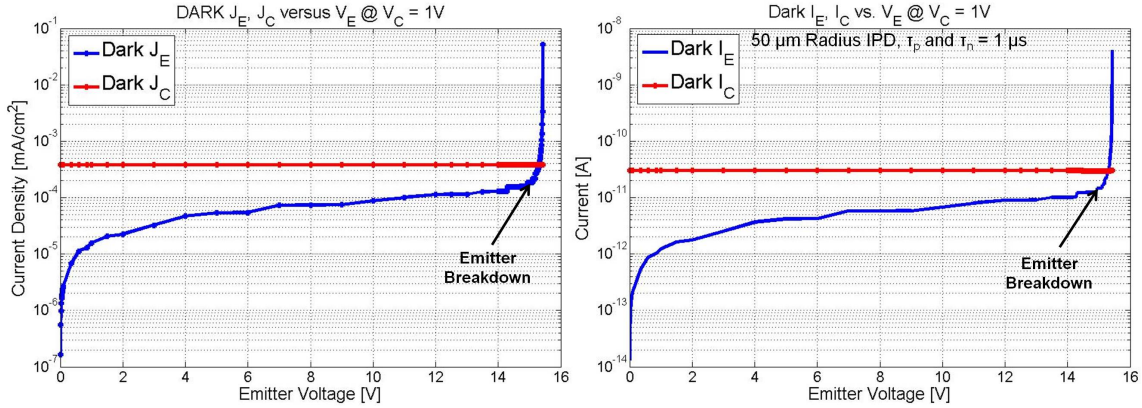 DARK J_E, J_C versus V_E @ V_C = 1V
Dark J_E
Dark J_C
Current Density [mA/cm²]
10⁻¹
10⁻²
10⁻³
10⁻⁴
10⁻⁵
10⁻⁶
10⁻⁷
0 2 4 6 8 10 12 14 16
Emitter Voltage [V]
Emitter
Breakdown
Dark I_E, I_C vs. V_E @ V_C = 1V
50 μm Radius IPD, τ_p and τ_n = 1 μs
Dark I_E
Dark I_C
Current [A]
10⁻⁸
10⁻⁹
10⁻¹⁰
10⁻¹¹
10⁻¹²
10⁻¹³
10⁻¹⁴
0 2 4 6 8 10 12 14 16
Emitter Voltage [V]
Emitter
Breakdown